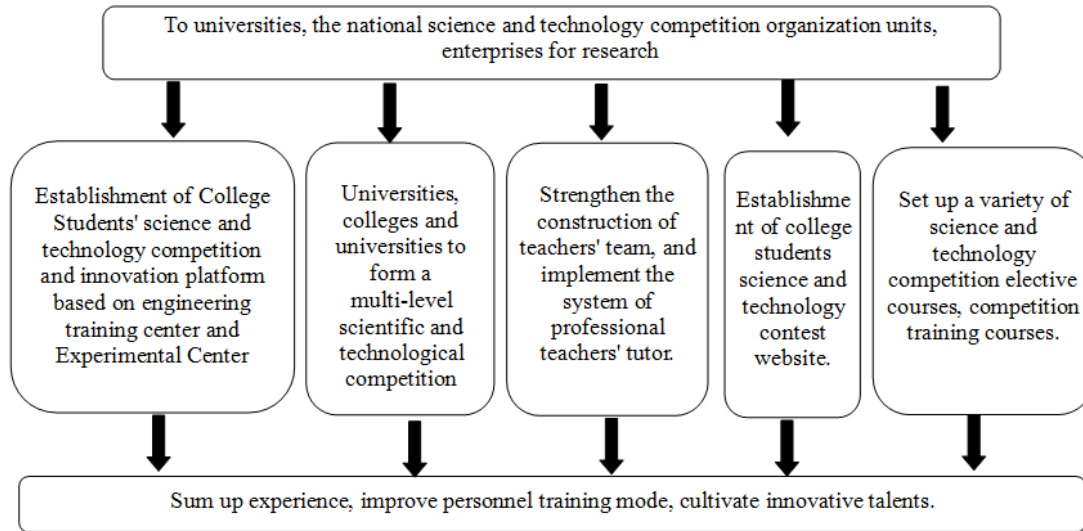 To universities, the national science and technology competition organization units,
enterprises for research
Establishment of College
Students' science and
technology competition
and innovation platform
based on engineering
training center and
Experimental Center
Universities,
colleges and
universities to
form a
multi-level
scientific and
technological
competition
Strengthen the
construction of
teachers' team, and
implement the
system of
professional
teachers' tutor.
Establishme
nt of college
students
science and
technology
contest
website.
Set up a variety of
science and
technology
competition elective
courses, competition
training courses.
Sum up experience, improve personnel training mode, cultivate innovative talents.